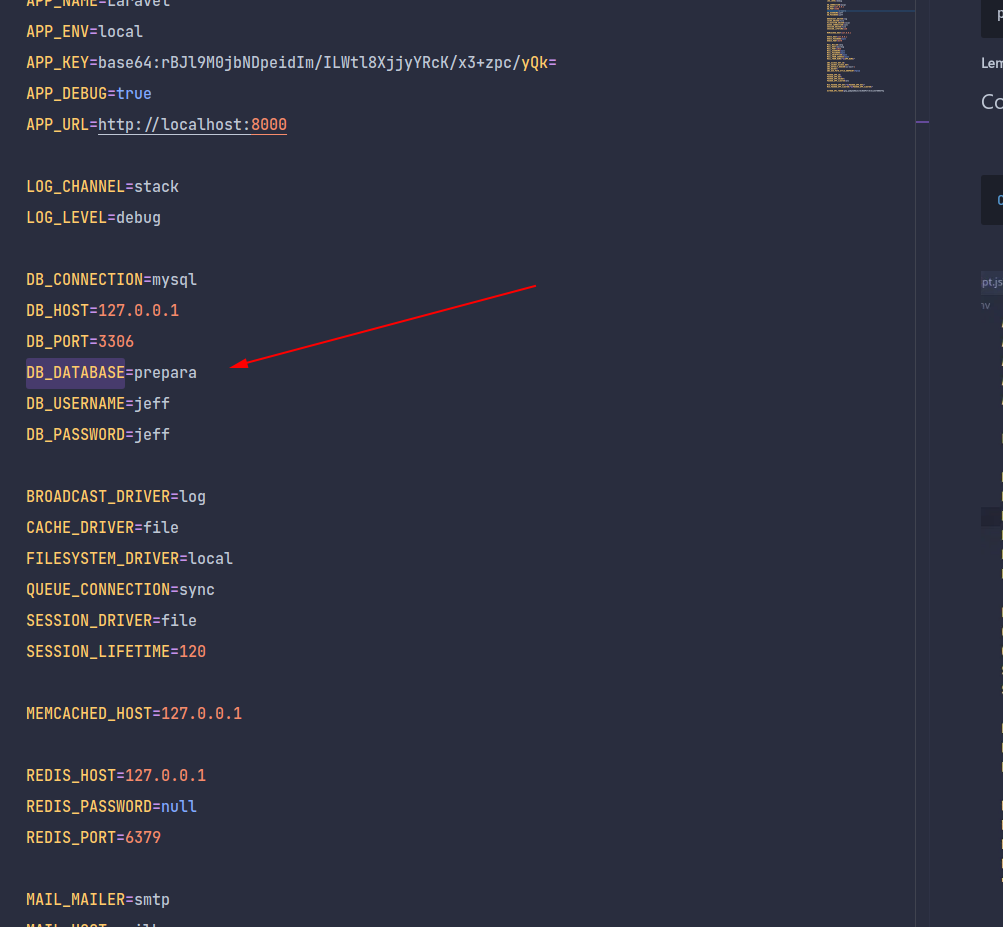 APP_NAME=Laravel
APP_ENV=local
APP_KEY=base64:rBJl9M0jbNDpeidIm/ILWtl8XjjyYRcK/x3+zpc/yQk=
APP_DEBUG=true
APP_URL=http://localhost:8000
LOG_CHANNEL=stack
LOG_LEVEL=debug
DB_CONNECTION=mysql
DB_HOST=127.0.0.1
DB_PORT=3306
DB_DATABASE=prepara
DB_USERNAME=jeff
DB_PASSWORD=jeff
BROADCAST_DRIVER=log
CACHE_DRIVER=file
FILESYSTEM_DRIVER=local
QUEUE_CONNECTION=sync
SESSION_DRIVER=file
SESSION_LIFETIME=120
MEMCACHED_HOST=127.0.0.1
REDIS_HOST=127.0.0.1
REDIS_PASSWORD=null
REDIS_PORT=6379
MAIL_MAILER=smtp
Lem
Co
pt.js
nv